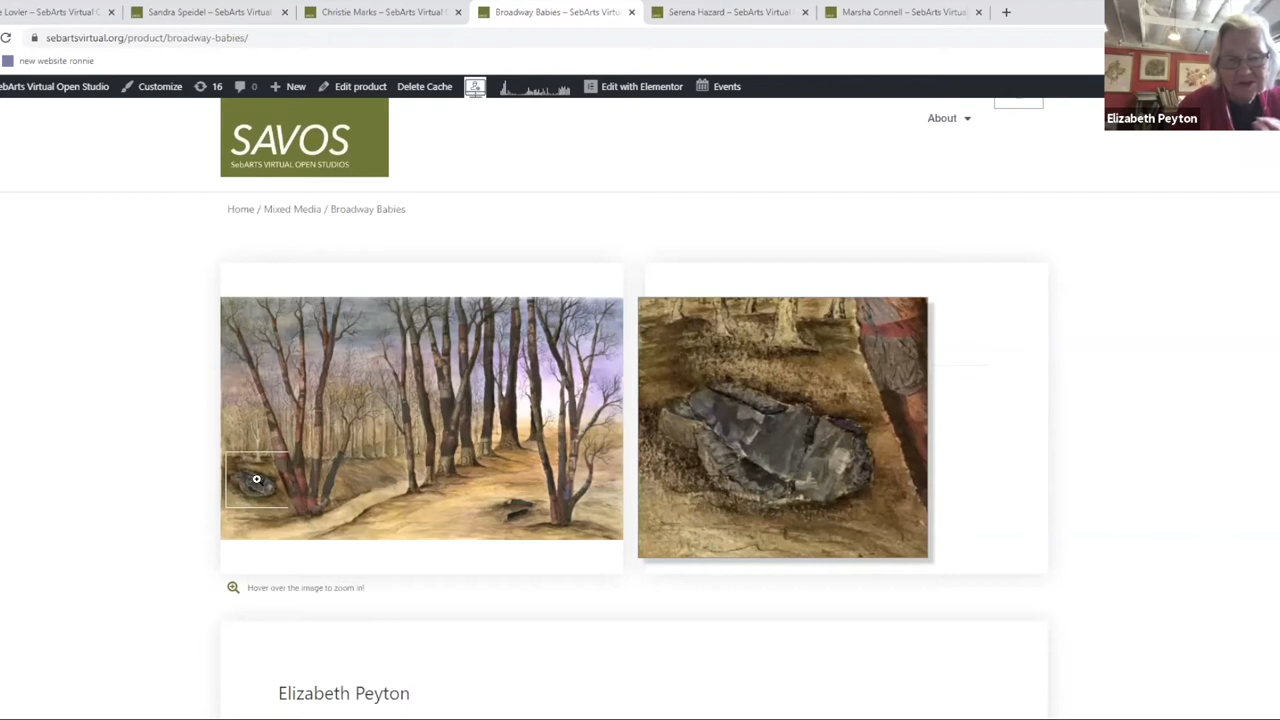 e Lovler – SebArts Virtual C
Sandra Speidel – SebArts Virtual
Christie Marks – SebArts Virtual C
Broadway Babies – SebArts Virtu
Serena Hazard – SebArts Virtual
Marsha Connell – SebArts Virtual
sebartsvirtual.org/product/broadway-babies/
new website ronnie
ebArts Virtual Open Studio Customize 16 0 New Edit product Delete Cache Edit with Elementor Events
Elizabeth Peyton
About
SAVOS
SebARTS VIRTUAL OPEN STUDIOS
Home / Mixed Media / Broadway Babies
Hover over the image to zoom in!
Elizabeth Peyton